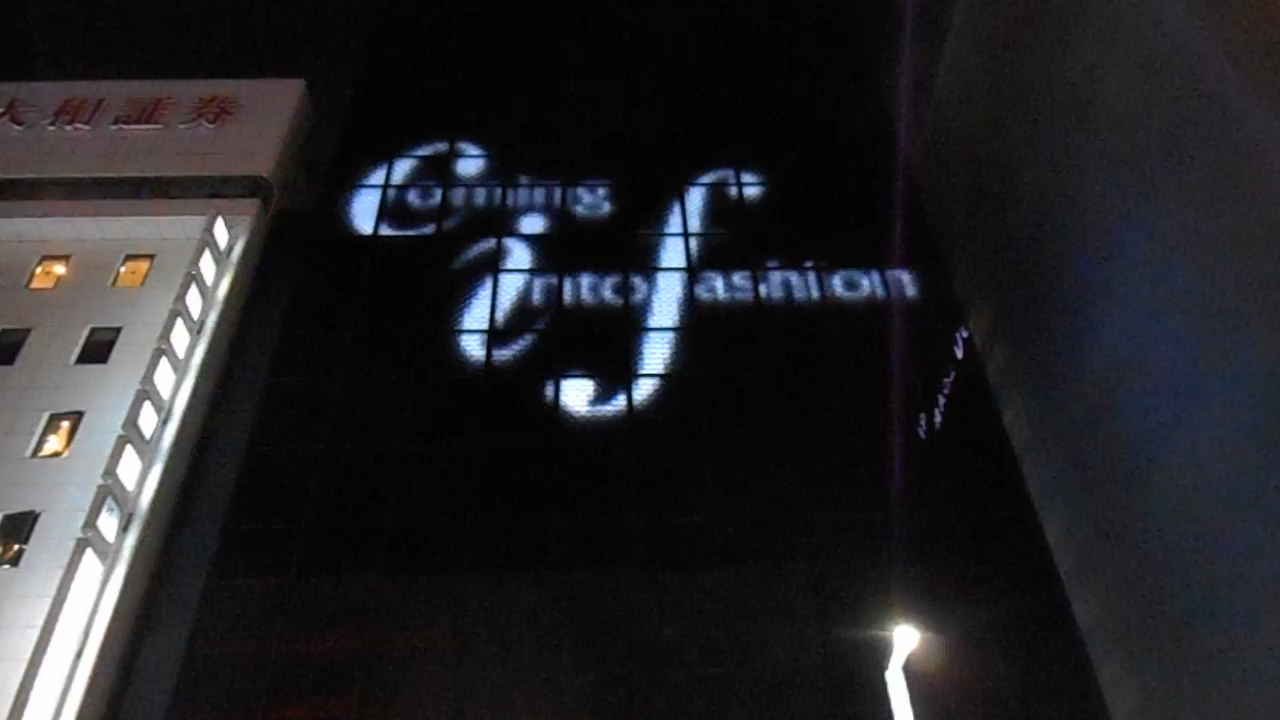 大和証券
Coming
into fashion